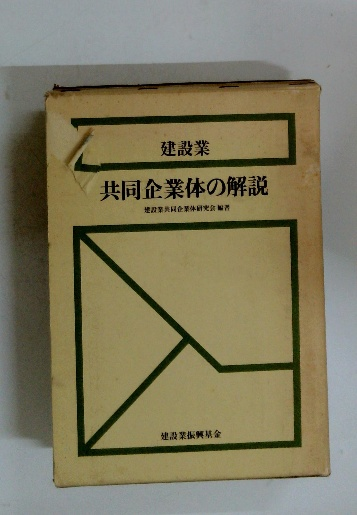 建設業
共同企業体の解説
建設業共同企業体研究会 編著
建設業振興基金